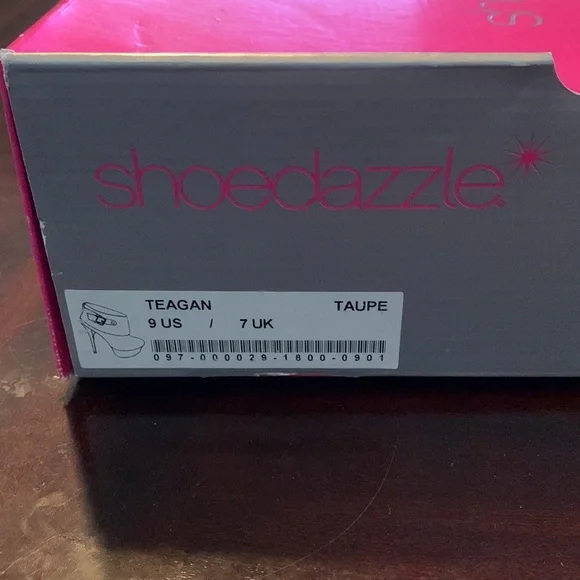 shoedazzle
TEAGAN TAUPE
9 US / 7 UK
097-000029-1800-0901